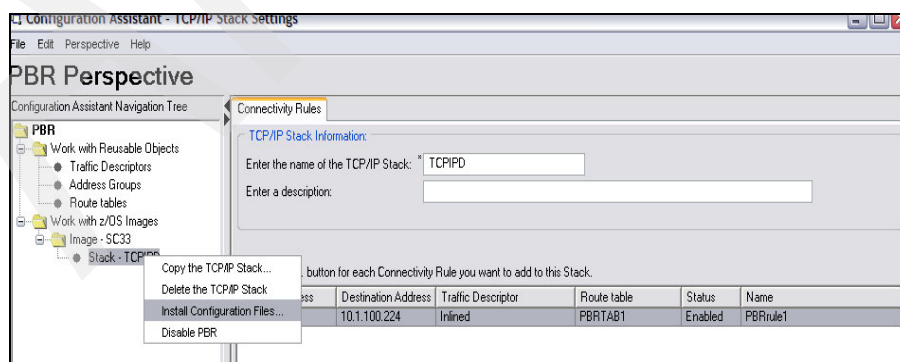 Configuration Assistant - TCP/IP Stack Settings
File Edit Perspective Help
PBR Perspective
Configuration Assistant Navigation Tree
PBR
Work with Reusable Objects
Traffic Descriptors
Address Groups
Route tables
Work with z/OS Images
Image - SC33
Stack - TCPIPD
Copy the TCP/IP Stack...
Delete the TCP/IP Stack
Install Configuration Files...
Disable PBR
Connectivity Rules
TCP/IP Stack Information:
Enter the name of the TCP/IP Stack: * TCPIPD
Enter a description:
button for each Connectivity Rule you want to add to this Stack.
ess Destination Address Traffic Descriptor Route table Status Name
10.1.100.224 Inlined PBRTAB1 Enabled PBRrule1